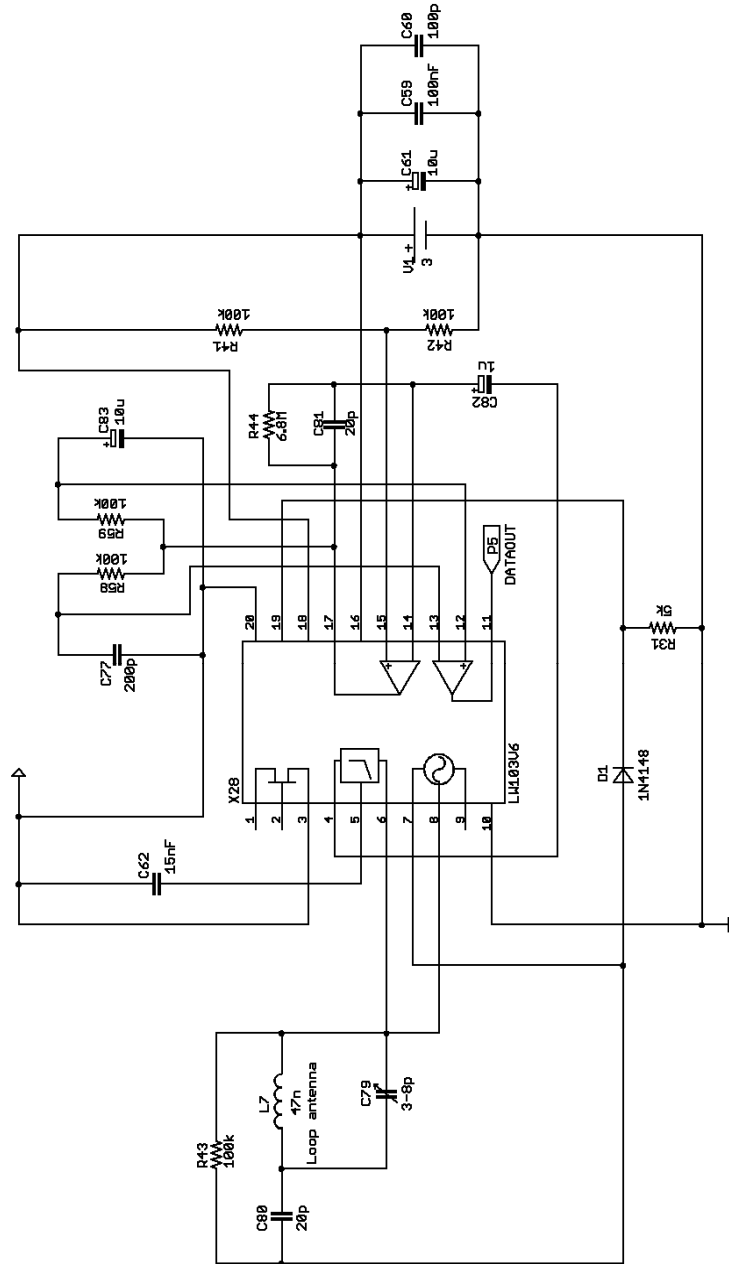 C60
100p
C59
100nF
C61
10u
+
V1 +
3
R41
100k
R42
100k
C83
10u
+
R59
100k
R58
100k
C77
200p
R44
6.8M
C81
20p
C82
1u
+
P5
DATAOUT
20
19
18
17
16
15
14
13
12
11
+
+
X28
LW103V6
1
2
3
4
5
6
7
8
9
10
C62
15nF
R31
5k
D1
1N4148
R43
100k
L7
47n
Loop antenna
C79
3-8p
C80
20p